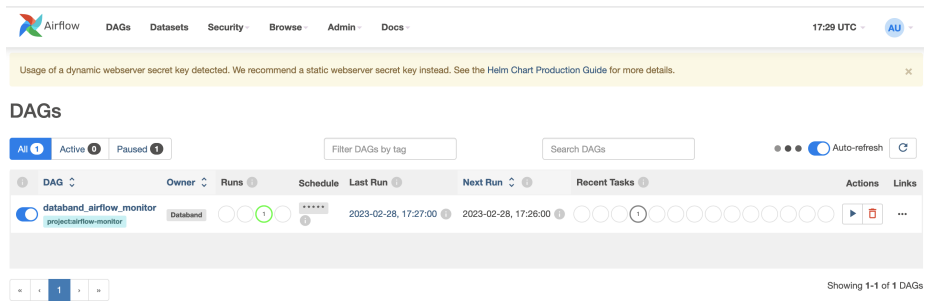 Airflow DAGs Datasets Security Browse Admin Docs 17:29 UTC AU
Usage of a dynamic webserver secret key detected. We recommend a static webserver secret key instead. See the Helm Chart Production Guide for more details. ×
DAGs
All 1 Active 0 Paused 1 Filter DAGs by tag Search DAGs Auto-refresh
DAG Owner Runs Schedule Last Run Next Run Recent Tasks Actions Links
databand_airflow_monitor Databand 1 * * * * * 2023-02-28, 17:27:00 2023-02-28, 17:26:00 1 ...
project:airflow-monitor
« ‹ 1 › »
Showing 1-1 of 1 DAGs